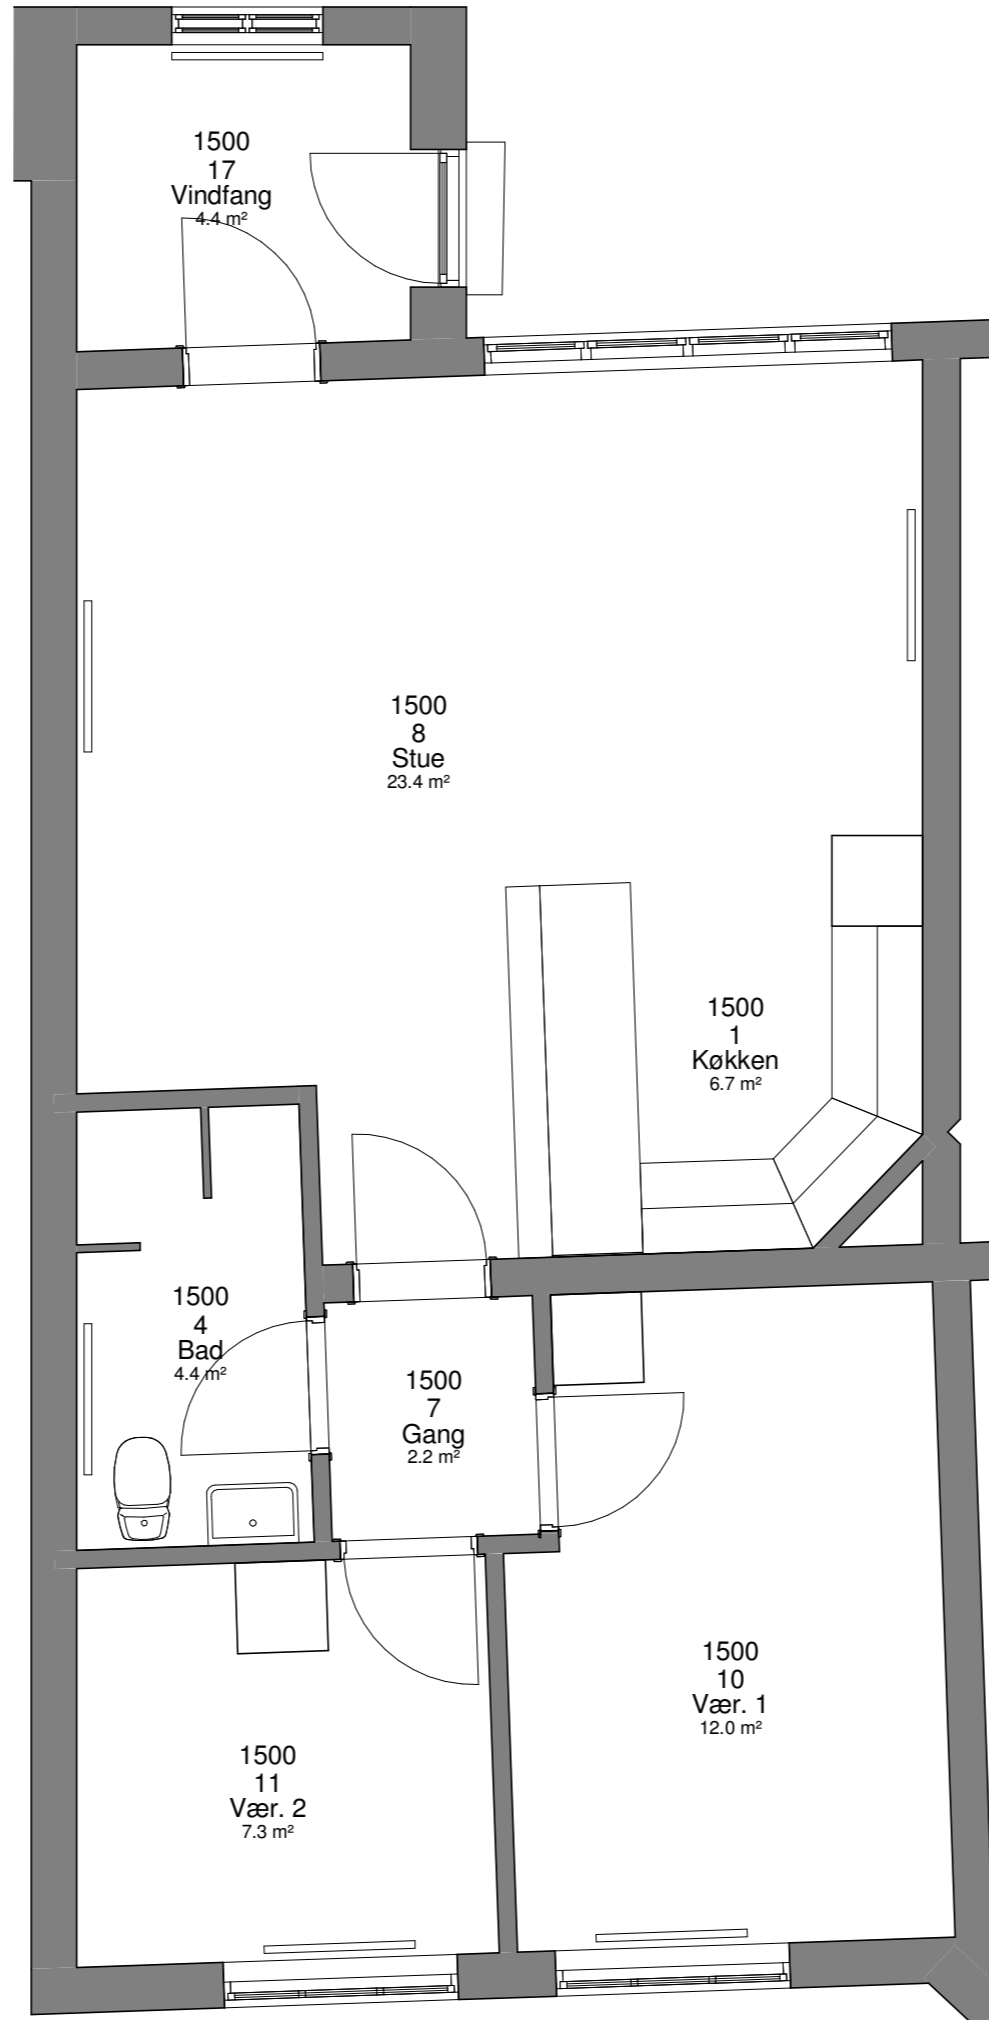 1500
17
Vindfang
4.4 m²
1500
8
Stue
23.4 m²
1500
1
Køkken
6.7 m²
1500
4
Bad
4.4 m²
1500
7
Gang
2.2 m²
1500
10
Vær. 1
12.0 m²
1500
11
Vær. 2
7.3 m²